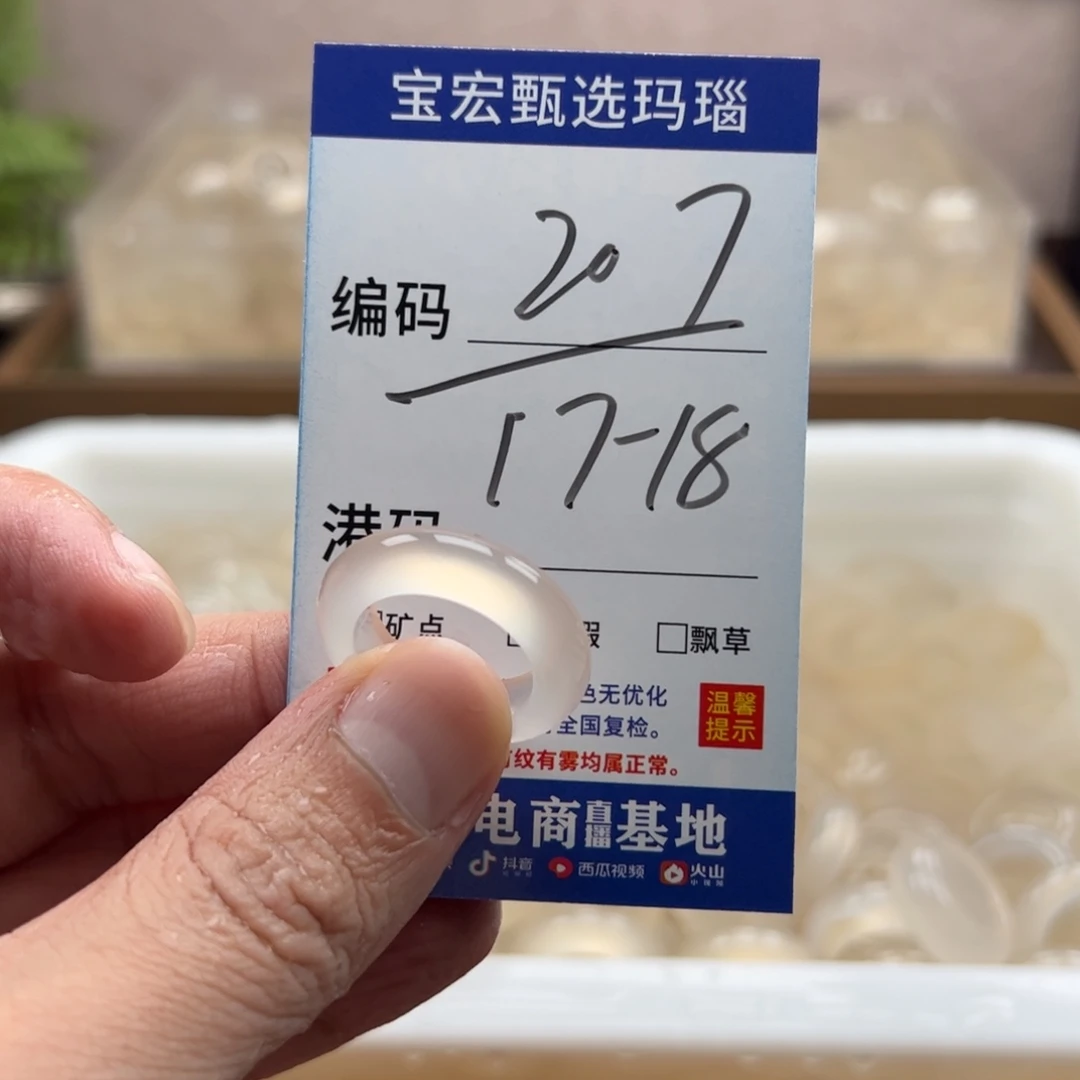 宝宏甄选玛瑙
编码 207
17-18
港码
矿点 □飘草
色无优化 温馨
全国复检。 提示
纹有雾均属正常。
电商直播基地
抖音 西瓜视频 火山